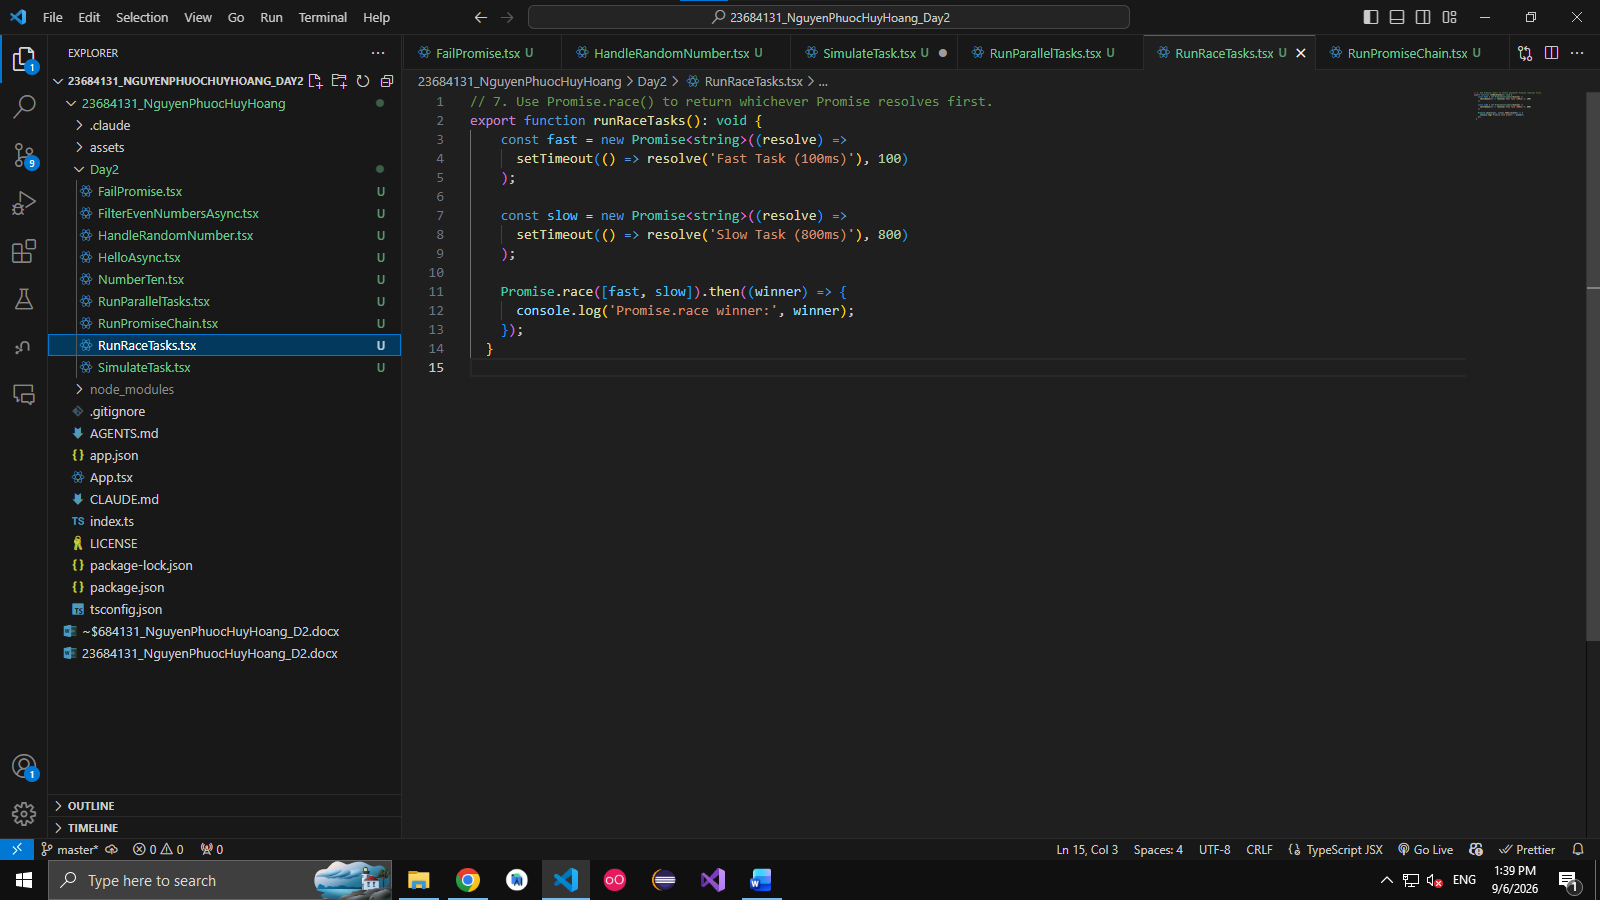 File Edit Selection View Go Run Terminal Help
23684131_NguyenPhuocHuyHoang_Day2
EXPLORER
23684131_NGUYENPHUOCHUYHOANG_DAY2
23684131_NguyenPhuocHuyHoang
.claude
assets
Day2
FailPromise.tsx U
FilterEvenNumbersAsync.tsx U
HandleRandomNumber.tsx U
HelloAsync.tsx U
NumberTen.tsx U
RunParallelTasks.tsx U
RunPromiseChain.tsx U
RunRaceTasks.tsx U
SimulateTask.tsx U
node_modules
.gitignore
AGENTS.md
{} app.json
App.tsx
CLAUDE.md
TS index.ts
LICENSE
{} package-lock.json
{} package.json
TS tsconfig.json
~$684131_NguyenPhuocHuyHoang_D2.docx
23684131_NguyenPhuocHuyHoang_D2.docx
OUTLINE
TIMELINE
1
9
1
FailPromise.tsx U HandleRandomNumber.tsx U SimulateTask.tsx U RunParallelTasks.tsx U RunRaceTasks.tsx U RunPromiseChain.tsx U
23684131_NguyenPhuocHuyHoang > Day2 > RunRaceTasks.tsx > ...
1 // 7. Use Promise.race() to return whichever Promise resolves first.
2 export function runRaceTasks(): void {
3 const fast = new Promise<string>((resolve) =>
4 setTimeout(() => resolve('Fast Task (100ms)'), 100)
5 );
6
7 const slow = new Promise<string>((resolve) =>
8 setTimeout(() => resolve('Slow Task (800ms)'), 800)
9 );
10
11 Promise.race([fast, slow]).then((winner) => {
12 console.log('Promise.race winner:', winner);
13 });
14 }
15
master* 0 0 0
Ln 15, Col 3 Spaces: 4 UTF-8 CRLF {} TypeScript JSX Go Live Prettier
Type here to search
ENG
1:39 PM
9/6/2026
1